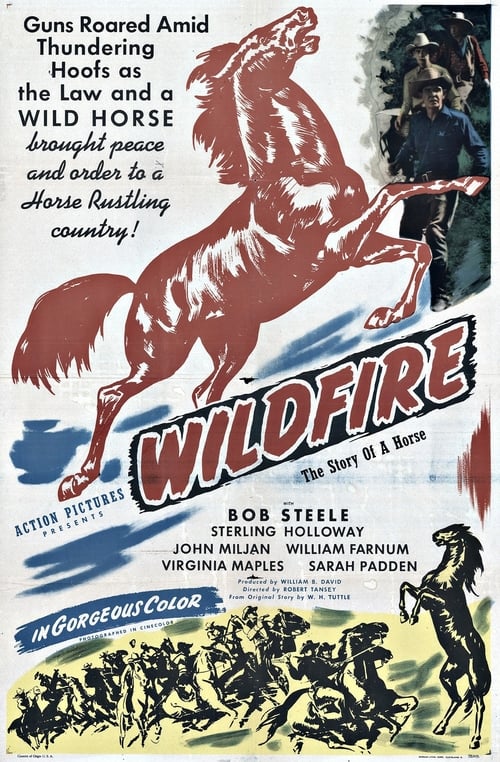 Guns Roared Amid
Thundering
Hoofs as
the Law and a
WILD HORSE
brought peace
and order to a
Horse Rustling
country!
WILDFIRE
The Story Of A Horse
ACTION PICTURES
PRESENTS
WITH
BOB STEELE
STERLING HOLLOWAY
JOHN MILJAN WILLIAM FARNUM
VIRGINIA MAPLES SARAH PADDEN
Produced by WILLIAM B. DAVID
Directed by ROBERT TANSEY
From Original Story by W. H. TUTTLE
IN GORGEOUS COLOR
PHOTOGRAPHED IN CINECOLOR
Country of Origin U.S.A.